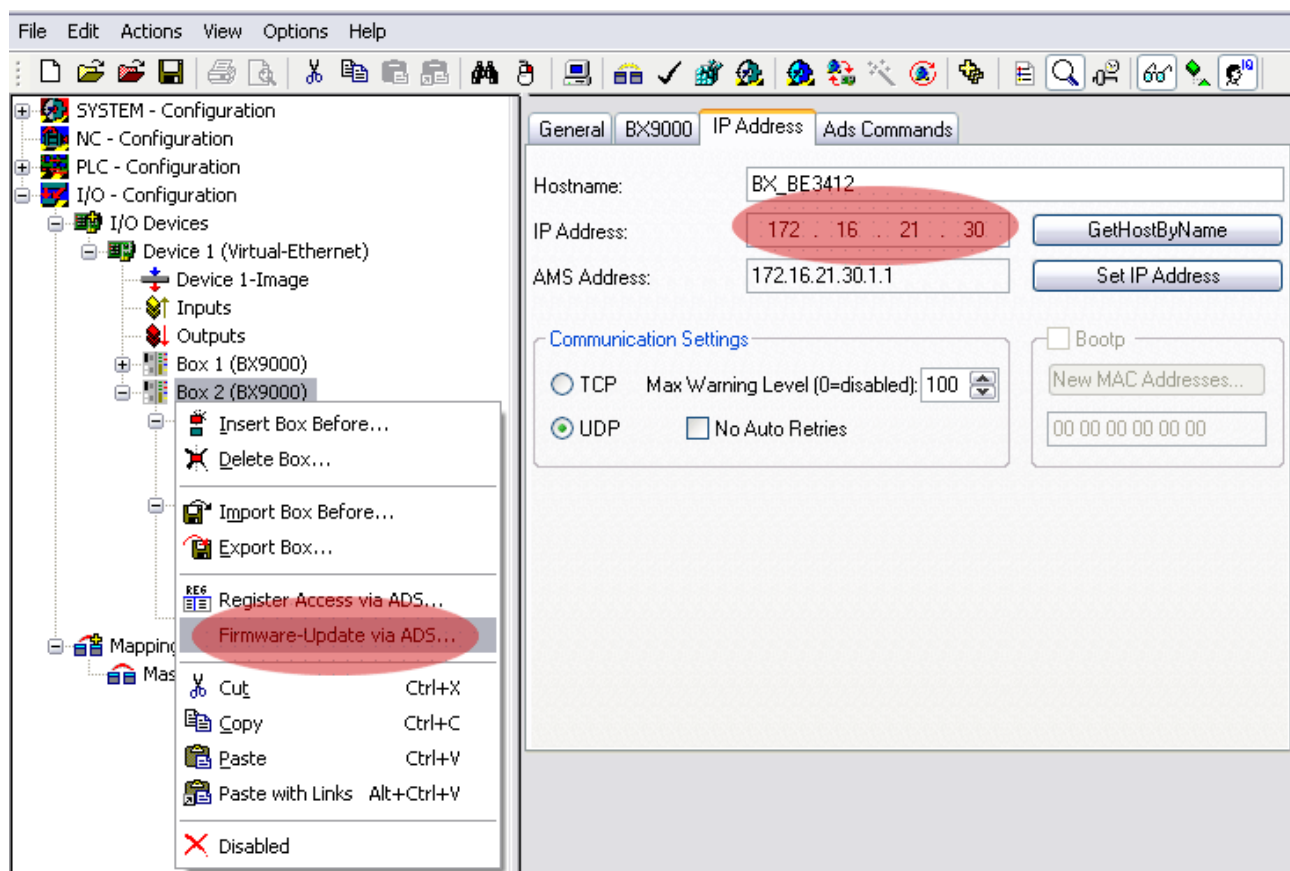 File Edit Actions View Options Help
SYSTEM - Configuration
NC - Configuration
PLC - Configuration
I/O - Configuration
I/O Devices
Device 1 (Virtual-Ethernet)
Device 1-Image
Inputs
Outputs
Box 1 (BX9000)
Box 2 (BX9000)
Insert Box Before...
Delete Box...
Import Box Before...
Export Box...
REG
Register Access via ADS...
Firmware-Update via ADS...
Cut Ctrl+X
Copy Ctrl+C
Paste Ctrl+V
Paste with Links Alt+Ctrl+V
Disabled
Mapping
Mas
General BX9000 IP Address Ads Commands
Hostname: BX_BE3412
IP Address: 172 . 16 . 21 . 30 GetHostByName
AMS Address: 172.16.21.30.1.1 Set IP Address
Communication Settings
TCP Max Warning Level (0=disabled): 100
UDP No Auto Retries
Bootp
New MAC Addresses...
00 00 00 00 00 00